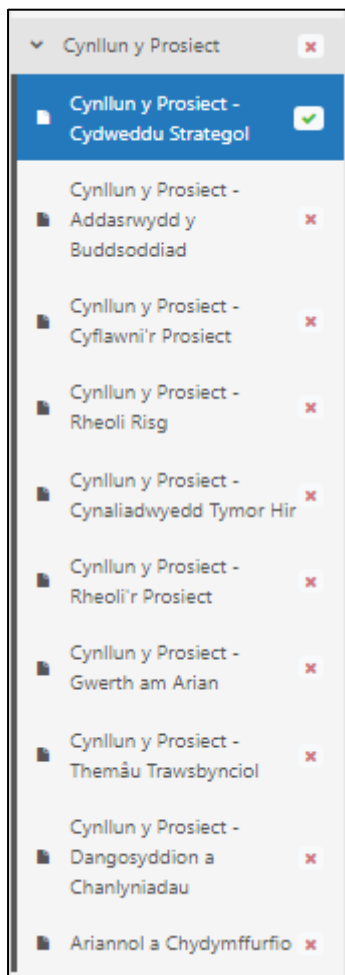 Cynllun y Prosiect
Cynllun y Prosiect -
Cydweddu Strategol
Cynllun y Prosiect -
Addasrwydd y
Buddsoddiad
Cynllun y Prosiect -
Cyflawni'r Prosiect
Cynllun y Prosiect -
Rheoli Risg
Cynllun y Prosiect -
Cynaliadwyedd Tymor Hir
Cynllun y Prosiect -
Rheoli'r Prosiect
Cynllun y Prosiect -
Gwerth am Arian
Cynllun y Prosiect -
Themâu Trawsbynciol
Cynllun y Prosiect -
Dangosyddion a
Chanlyniadau
Ariannol a Chydymffurfio